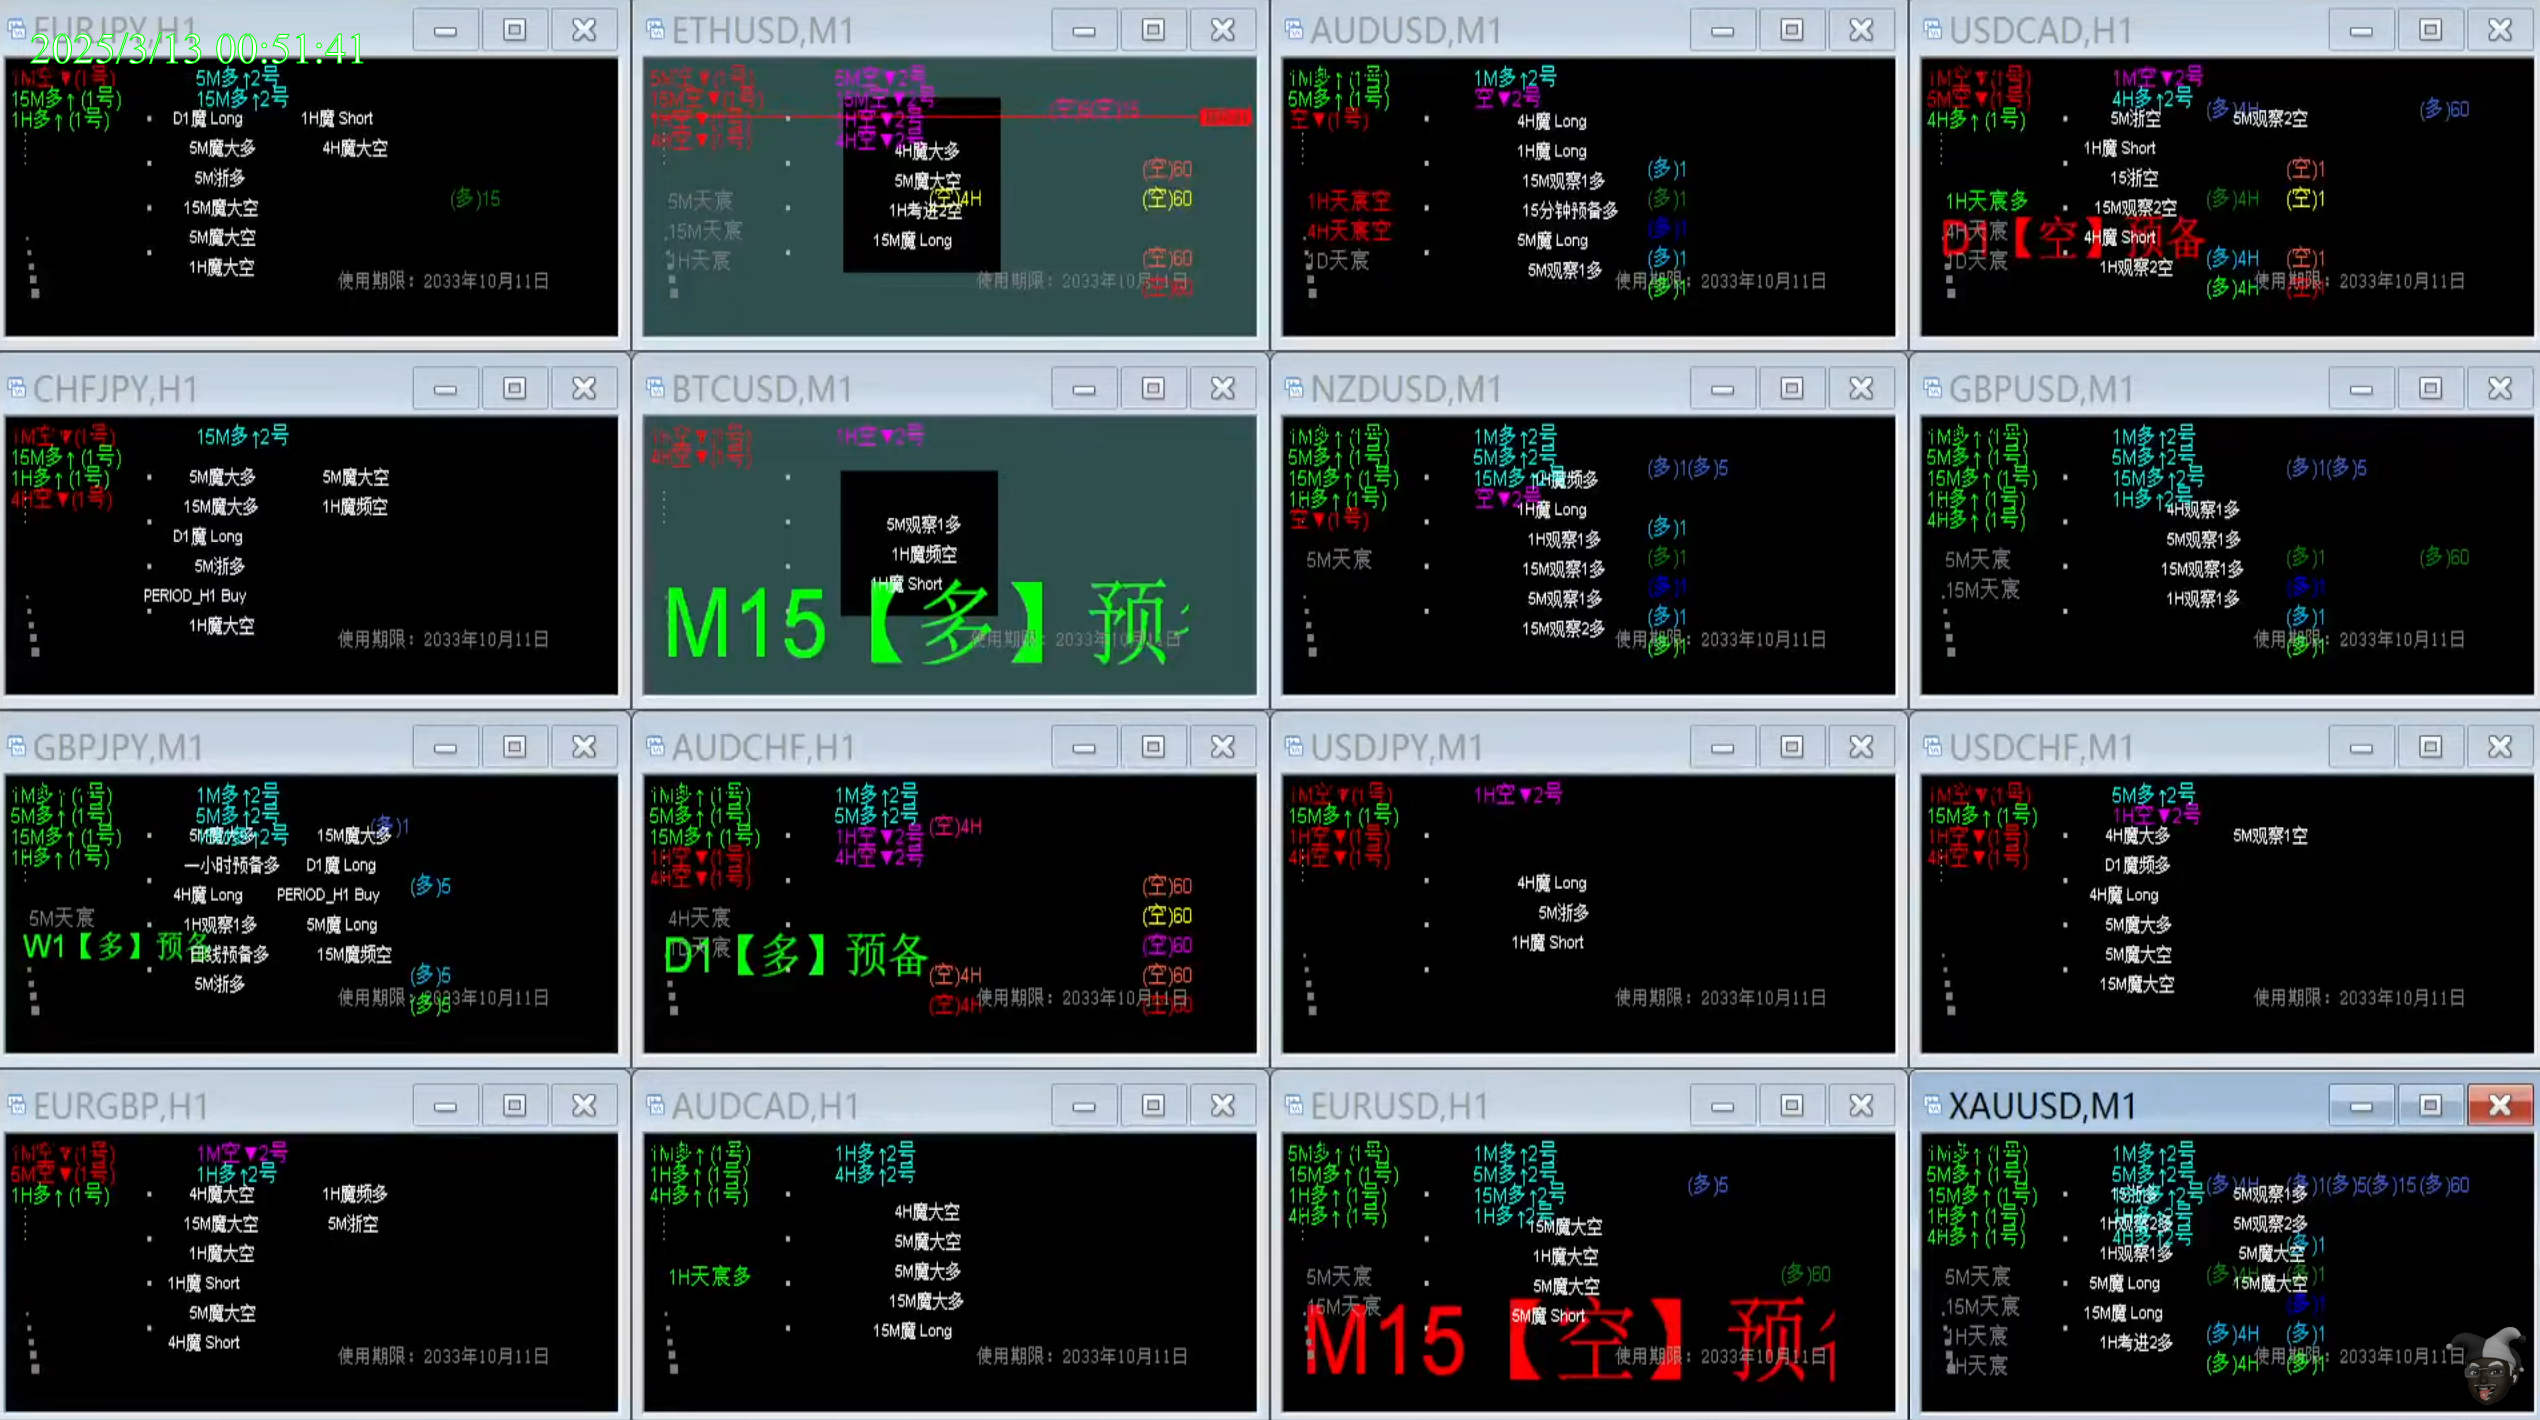 EURJPY,H1
2025/3/13 00:51:41
1M空▼(1号) 5M多↑2号
15M多↑(1号) 15M多↑2号
1H多↑(1号)
D1魔 Long 1H魔 Short
5M魔大多 4H魔大空
5M浙多
(多)15
15M魔大空
5M魔大空
1H魔大空
使用期限：2033年10月11日
ETHUSD,M1
5M空▼(1号) 5M空▼2号
15M空▼(1号) 15M空▼2号
1H空▼(1号) 1H空▼2号
4H空▼(1号) 4H空▼2号
4H魔大多
(空)60
5M魔大空
5M天宸 (空)4H (空)60
1H考进2空
15M天宸
15M魔 Long
1H天宸 (空)60
使用期限：2033年10月11日
(空)60
AUDUSD,M1
1M多↑(1号) 1M多↑2号
5M多↑(1号) 空▼2号
空▼(1号)
4H魔 Long
1H魔 Long
(多)1
15M观察1多
1H天宸空 (多)1
15分钟预备多
4H天宸空 (多)1
5M魔 Long
1D天宸 (多)1
5M观察1多
使用期限：2033年10月11日
(多)1
USDCAD,H1
1M空▼(1号) 1M空▼2号
5M空▼(1号) 4H多↑2号
4H多↑(1号)
(多)4H (多)60
5M浙空 5M观察2空
1H魔 Short
(空)1
15浙空
1H天宸多 (多)4H (空)1
15M观察2空
4H天宸
D1【空】预备
4H魔 Short
1D天宸 (多)4H (空)1
1H观察2空
使用期限：2033年10月11日
(多)4H (空)1
CHFJPY,H1
1M空▼(1号) 15M多↑2号
15M多↑(1号)
1H多↑(1号)
4H空▼(1号)
5M魔大多 5M魔大空
15M魔大多 1H魔频空
D1魔 Long
5M浙多
PERIOD_H1 Buy
1H魔大空
使用期限：2033年10月11日
BTCUSD,M1
1H空▼(1号) 1H空▼2号
4H空▼(1号)
5M观察1多
1H魔频空
1H魔 Short
M15【多】预
使用期限：2033年10月11日
NZDUSD,M1
1M多↑(1号) 1M多↑2号
5M多↑(1号) 5M多↑2号
15M多↑(1号) 15M多↑2号
1H多↑(1号) 空▼2号
空▼(1号)
(多)1(多)5
1H魔频多
1H魔 Long
(多)1
1H观察1多
5M天宸 (多)1
15M观察1多
(多)1
5M观察1多
(多)1
15M观察2多
使用期限：2033年10月11日
(多)1
GBPUSD,M1
1M多↑(1号) 1M多↑2号
5M多↑(1号) 5M多↑2号
15M多↑(1号) 15M多↑2号
1H多↑(1号) 1H多↑2号
4H多↑(1号)
(多)1(多)5
4H观察1多
5M观察1多
5M天宸 (多)1 (多)60
15M观察1多
15M天宸 (多)1
1H观察1多
(多)1
使用期限：2033年10月11日
(多)1
GBPJPY,M1
1M多↑(1号) 1M多↑2号
5M多↑(1号) 5M多↑2号
15M多↑(1号) 15M多↑2号
1H多↑(1号)
(多)1
5M魔大多 15M魔大多
一小时预备多 D1魔 Long
(多)5
4H魔 Long PERIOD_H1 Buy
5M天宸
1H观察1多 5M魔 Long
W1【多】预备
日线预备多 15M魔频空
(多)5
5M浙多
使用期限：2033年10月11日
(多)5
AUDCHF,H1
1M多↑(1号) 1M多↑2号
5M多↑(1号) 5M多↑2号
15M多↑(1号) 1H空▼2号
1H空▼(1号) 4H空▼2号
4H空▼(1号)
(空)4H
(空)60
4H天宸 (空)60
1D天宸 (空)60
D1【多】预备
(空)4H (空)60
使用期限：2033年10月11日
(空)4H (空)60
USDJPY,M1
1M空▼(1号) 1H空▼2号
15M多↑(1号)
1H空▼(1号)
4H空▼(1号)
4H魔 Long
5M浙多
1H魔 Short
使用期限：2033年10月11日
USDCHF,M1
1M空▼(1号) 5M多↑2号
15M多↑(1号) 1H空▼2号
1H空▼(1号)
4H空▼(1号)
4H魔大多 5M观察1空
D1魔频多
4H魔 Long
5M魔大多
5M魔大空
15M魔大空
使用期限：2033年10月11日
EURGBP,H1
1M空▼(1号) 1M空▼2号
5M空▼(1号) 1H多↑2号
1H多↑(1号)
4H魔大空 1H魔频多
15M魔大空 5M浙空
1H魔大空
1H魔 Short
5M魔大空
4H魔 Short
使用期限：2033年10月11日
AUDCAD,H1
1M多↑(1号) 1H多↑2号
1H多↑(1号) 4H多↑2号
4H多↑(1号)
4H魔大空
5M魔大空
1H天宸多
5M魔大多
15M魔大多
15M魔 Long
使用期限：2033年10月11日
EURUSD,H1
5M多↑(1号) 1M多↑2号
15M多↑(1号) 5M多↑2号
1H多↑(1号) 15M多↑2号
4H多↑(1号) 1H多↑2号
(多)5
15M魔大空
1H魔大空
5M天宸 (多)60
5M魔大空
15M天宸
5M魔 Short
M15【空】预
使用期限：2033年10月11日
XAUUSD,M1
1M多↑(1号) 1M多↑2号
5M多↑(1号) 5M多↑2号
15M多↑(1号) 15M多↑2号
1H多↑(1号) 1H多↑2号
4H多↑(1号) 4H多↑2号
(多)4H (多)1(多)5(多)15(多)60
15浙多 5M观察1多
1H观察2多 5M观察2多
(多)1
1H观察1多 5M魔大空
5M天宸 (多)4H (多)1
5M魔 Long 15M魔大空
15M天宸 (多)1
15M魔 Long
1H天宸 (多)4H (多)1
1H考进2多
4H天宸 (多)4H (多)1
使用期限：2033年10月11日